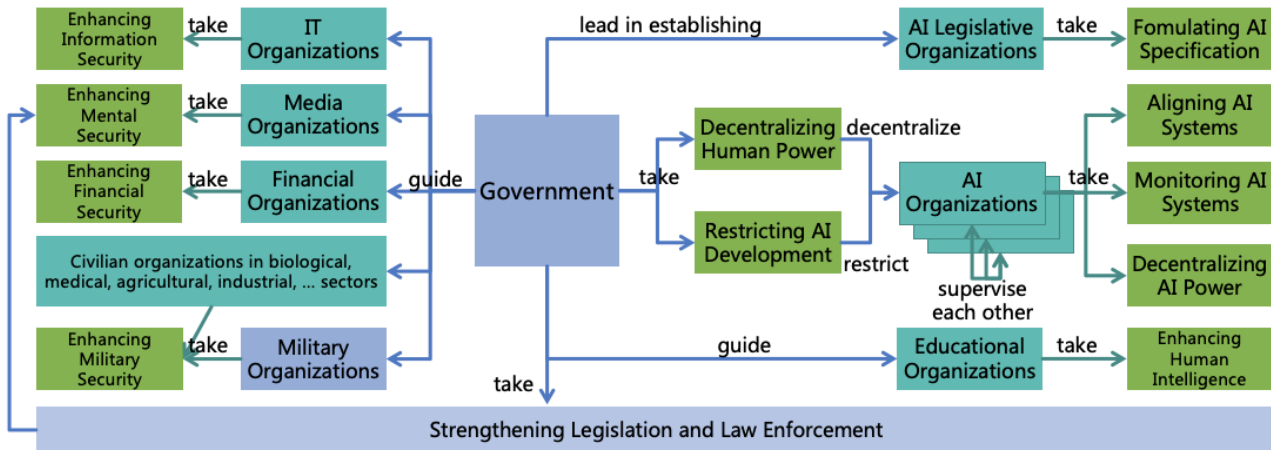 Enhancing
Information
Security
take
IT
Organizations
lead in establishing
AI Legislative
Organizations
take
Fomulating AI
Specification
Enhancing
Mental
Security
take
Media
Organizations
Decentralizing
Human Power
decentralize
Aligning AI
Systems
Enhancing
Financial
Security
take
Financial
Organizations
guide
Government
take
AI
Organizations
take
Monitoring AI
Systems
Restricting AI
Development
restrict
Civilian organizations in biological,
medical, agricultural, industrial, ... sectors
supervise
each other
Decentralizing
AI Power
Enhancing
Military
Security
take
Military
Organizations
guide
Educational
Organizations
take
Enhancing
Human
Intelligence
take
Strengthening Legislation and Law Enforcement